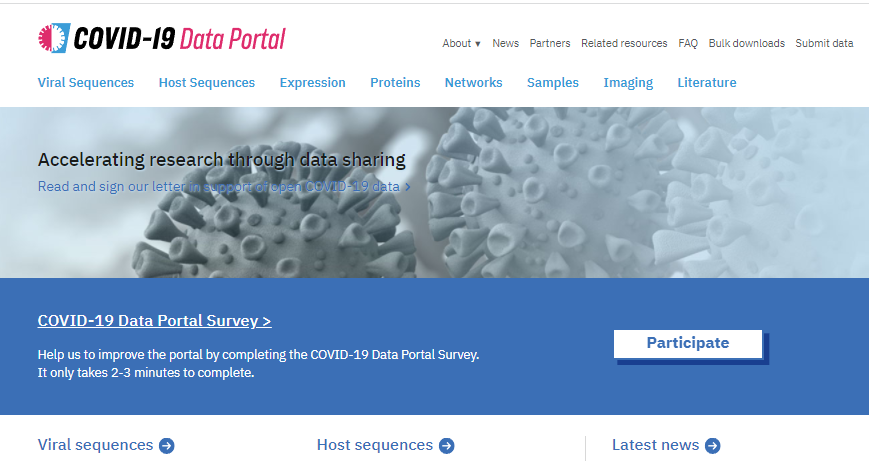 COVID-19 Data Portal
About ▾ News Partners Related resources FAQ Bulk downloads Submit data
Viral Sequences Host Sequences Expression Proteins Networks Samples Imaging Literature
Accelerating research through data sharing
Read and sign our letter in support of open COVID-19 data >
COVID-19 Data Portal Survey >
Help us to improve the portal by completing the COVID-19 Data Portal Survey.
It only takes 2-3 minutes to complete.
Participate
Viral sequences Host sequences Latest news